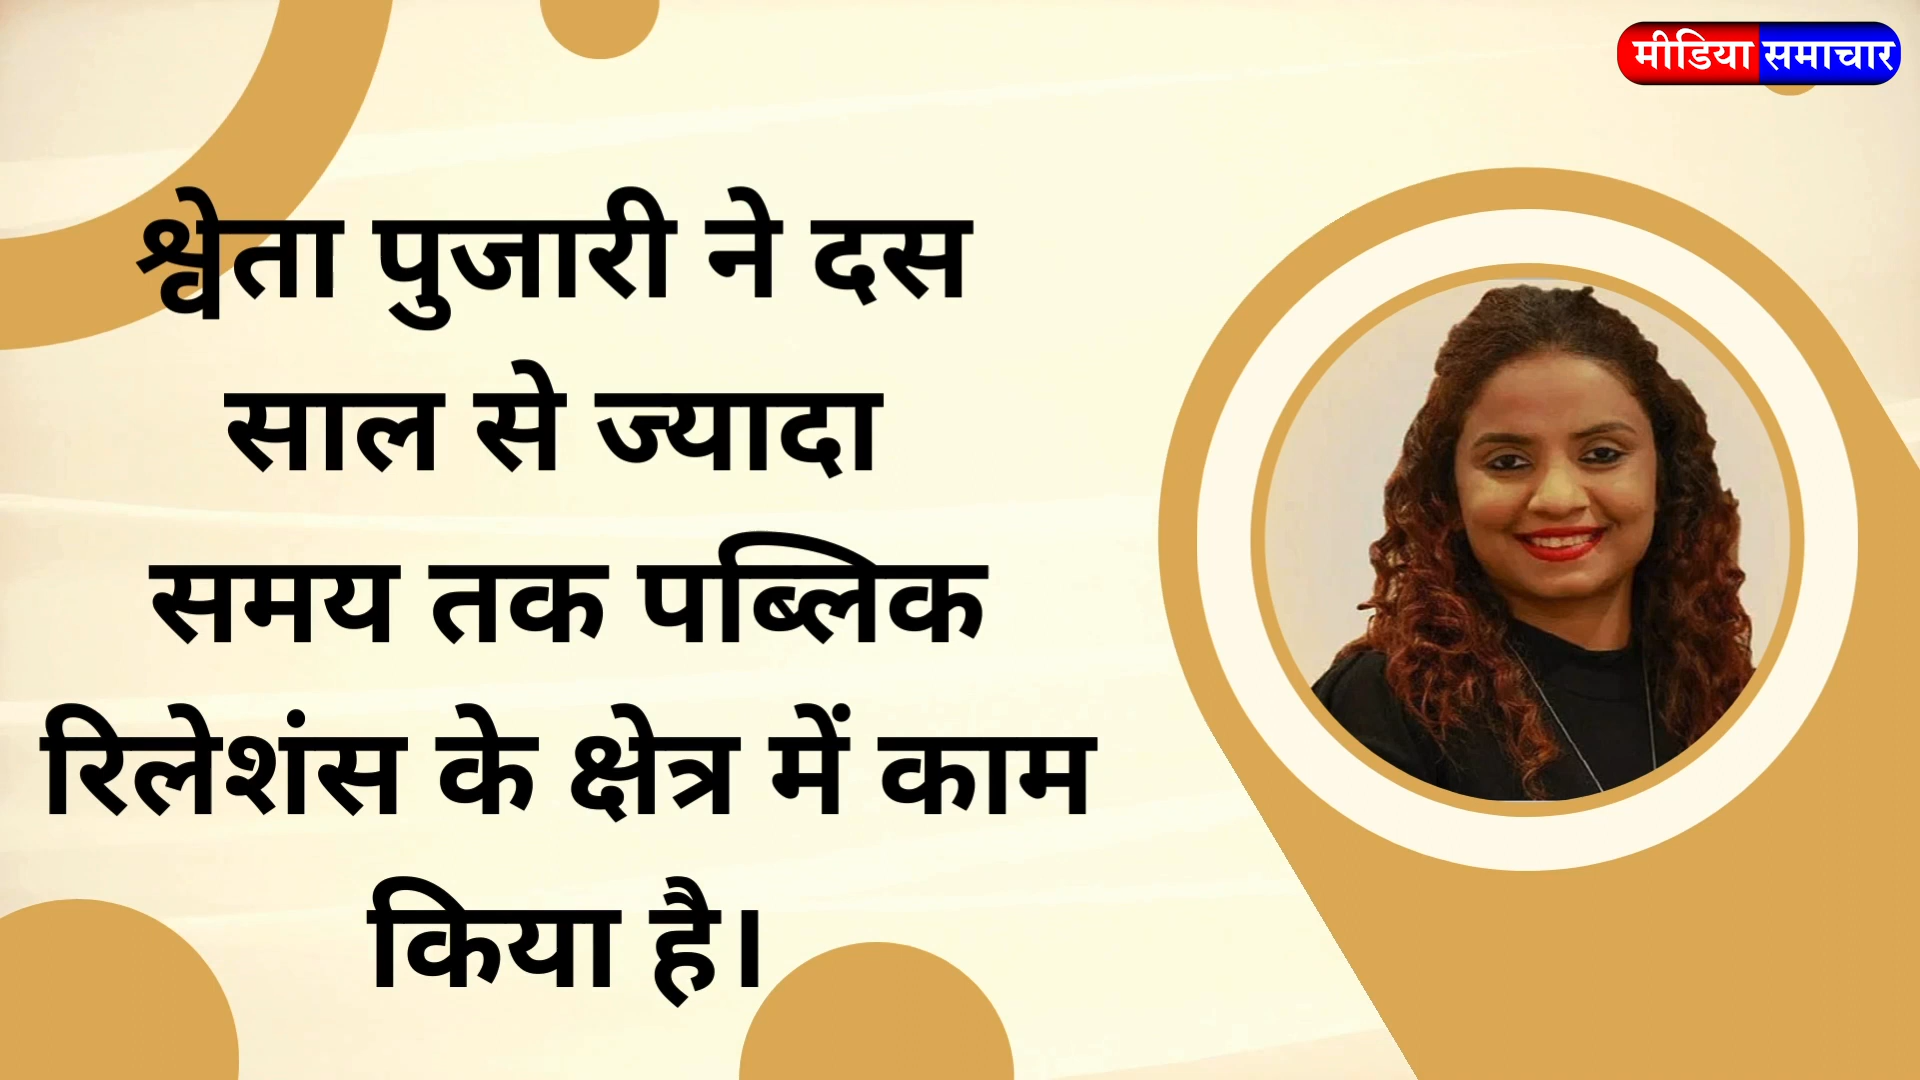 मीडिया समाचार
श्वेता पुजारी ने दस
साल से ज्यादा
समय तक पब्लिक
रिलेशंस के क्षेत्र में काम
किया है।